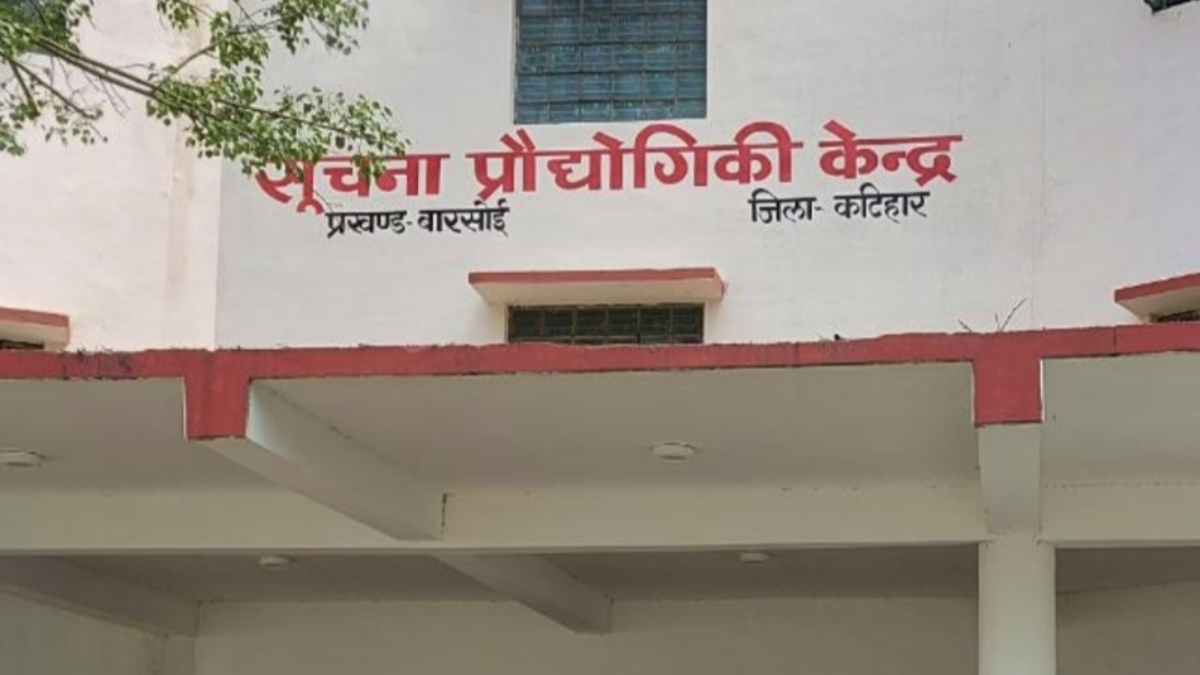 सूचना प्रौद्योगिकी केन्द्र
प्रखण्ड- बारसोई जिला- कटिहार